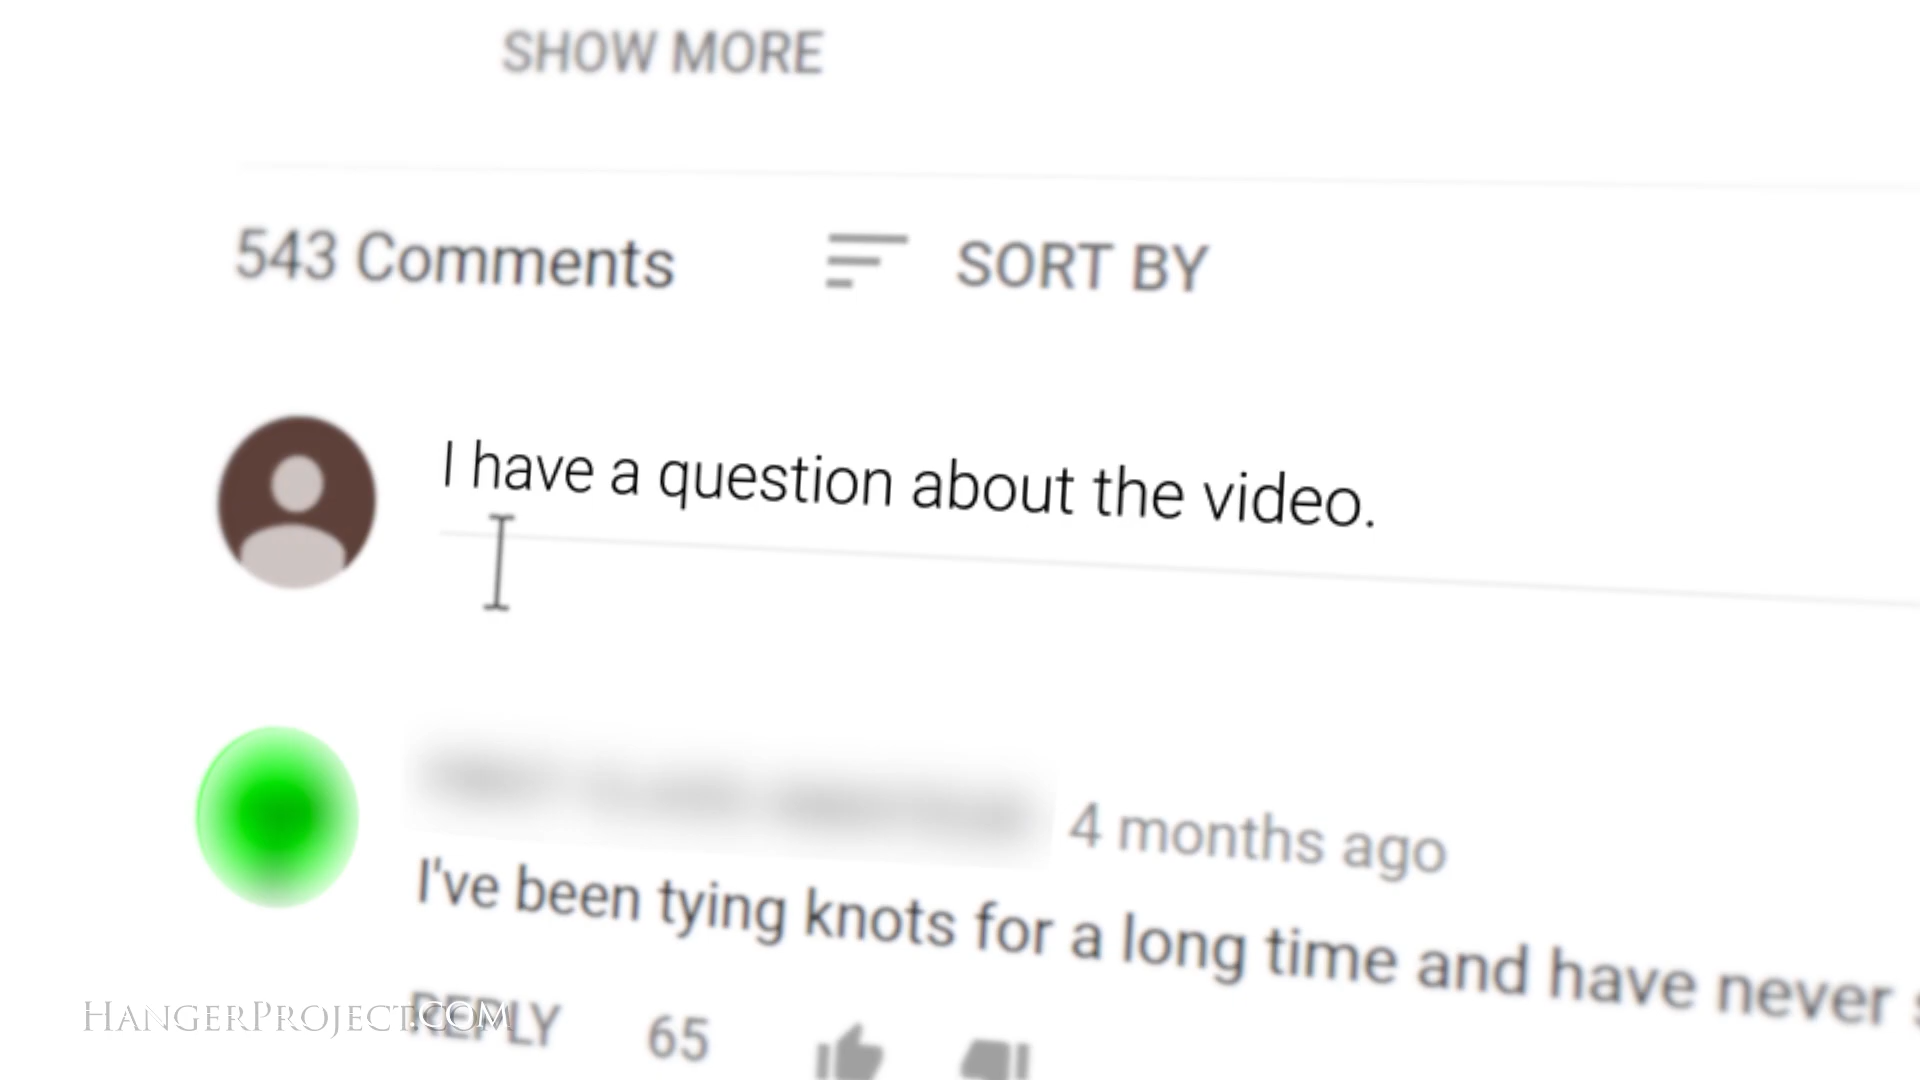 SHOW MORE
543 Comments SORT BY
I have a question about the video.
4 months ago
I've been tying knots for a long time and have never
REPLY 65
HANGERPROJECT.COM